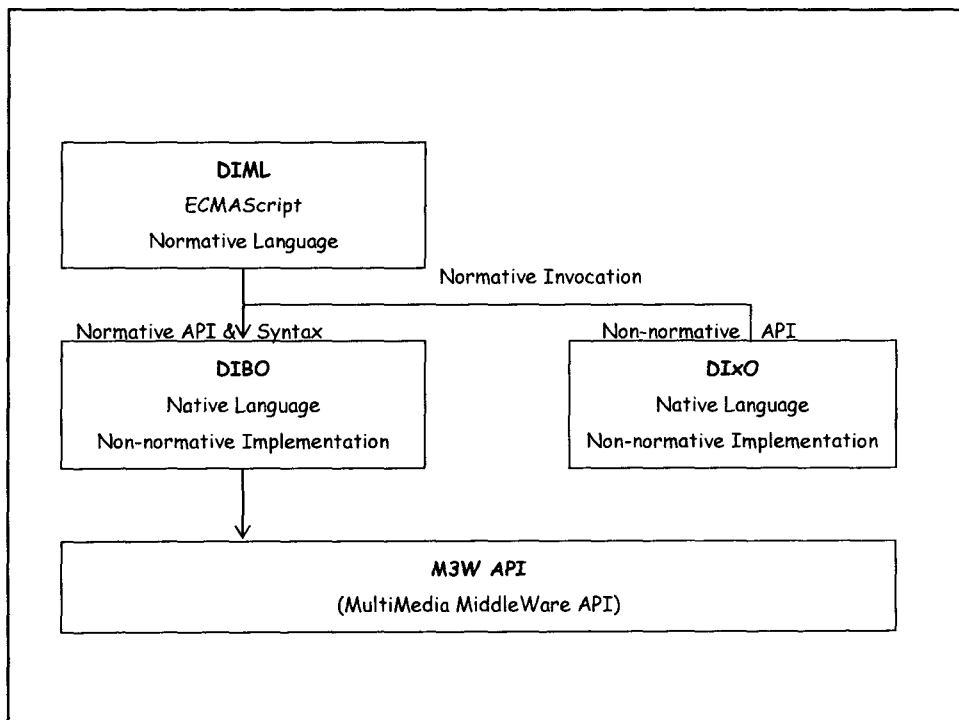 DIML
ECMAScript
Normative Language
Normative Invocation
Normative API & Syntax
Non-normative API
DIBO
Native Language
Non-normative Implementation
DIxO
Native Language
Non-normative Implementation
M3W API
(MultiMedia MiddleWare API)